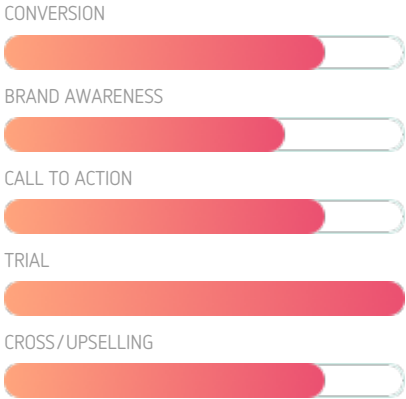 CONVERSION
BRAND AWARENESS
CALL TO ACTION
TRIAL
CROSS/UPSELLING